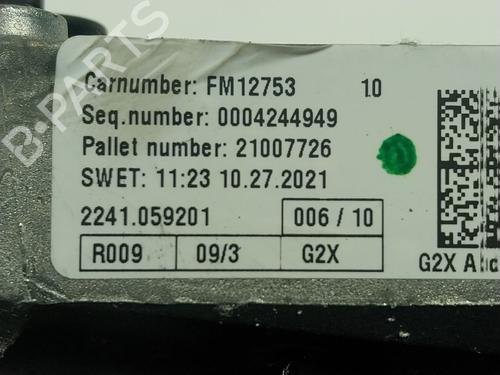 B-PARTS
Carnumber: FM12753 10
Seq.number: 0004244949
Pallet number: 21007726
SWET: 11:23 10.27.2021
2241.059201 006 / 10
R009 09/3 G2X
G2X